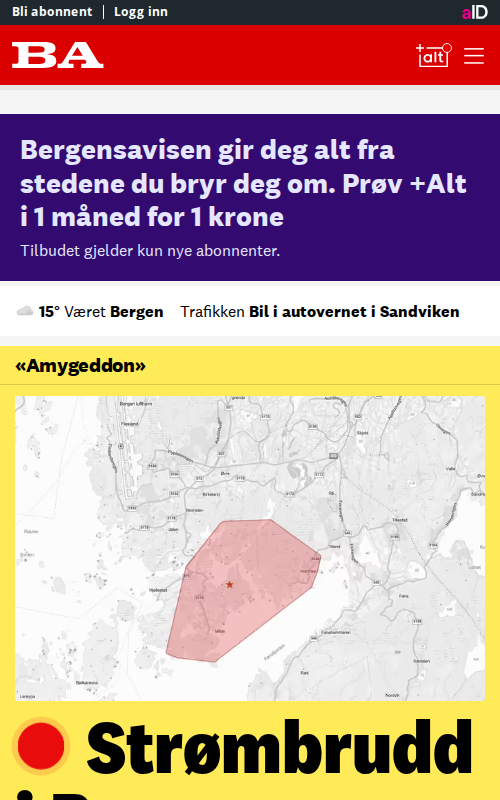 Bli abonnent
Logg inn
aID
BA
+alt
Bergensavisen gir deg alt fra
stedene du bryr deg om. Prøv +Alt
i 1 måned for 1 krone
Tilbudet gjelder kun nye abonnenter.
15° Været Bergen
Trafikken Bil i autovernet i Sandviken
«Amygeddon»
Strømbrudd